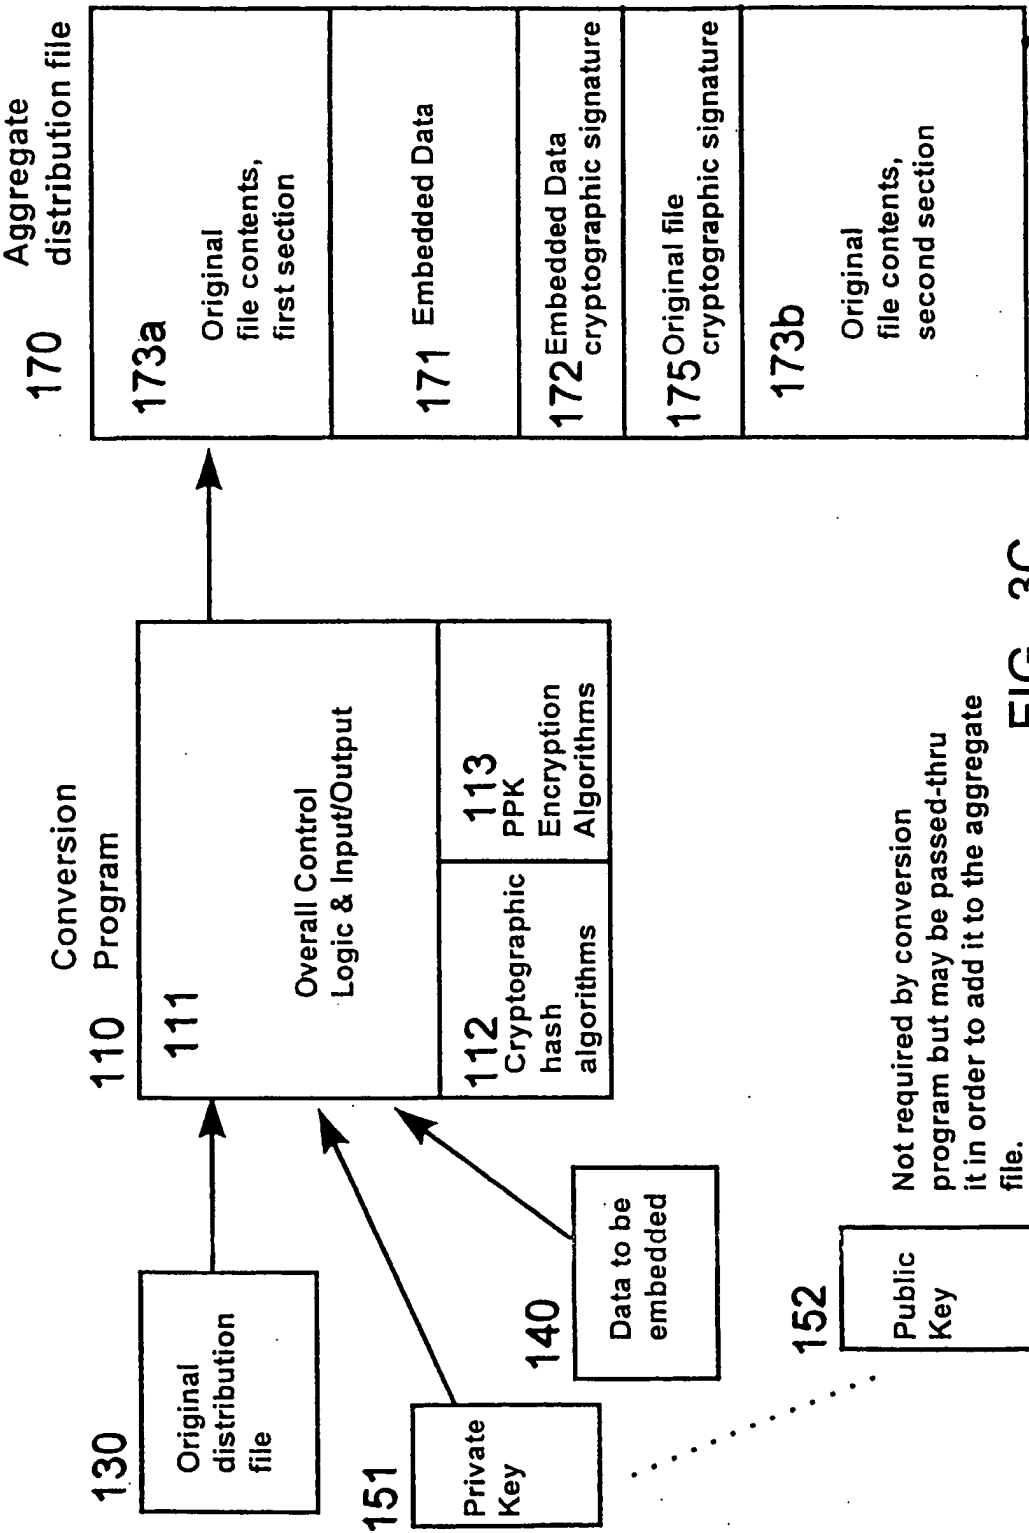 130
Original
distribution
file
151
Private
Key
140
Data to be
embedded
152
Public
Key
Not required by conversion
program but may be passed-thru
it in order to add it to the aggregate
file.
Conversion
110 Program
111
Overall Control
Logic & Input/Output
112
Cryptographic
hash
algorithms
113
PPK
Encryption
Algorithms
Aggregate
170 distribution file
173a
Original
file contents,
first section
171 Embedded Data
172 Embedded Data
cryptographic signature
175 Original file
cryptographic signature
173b
Original
file contents,
second section
FIG. 3C